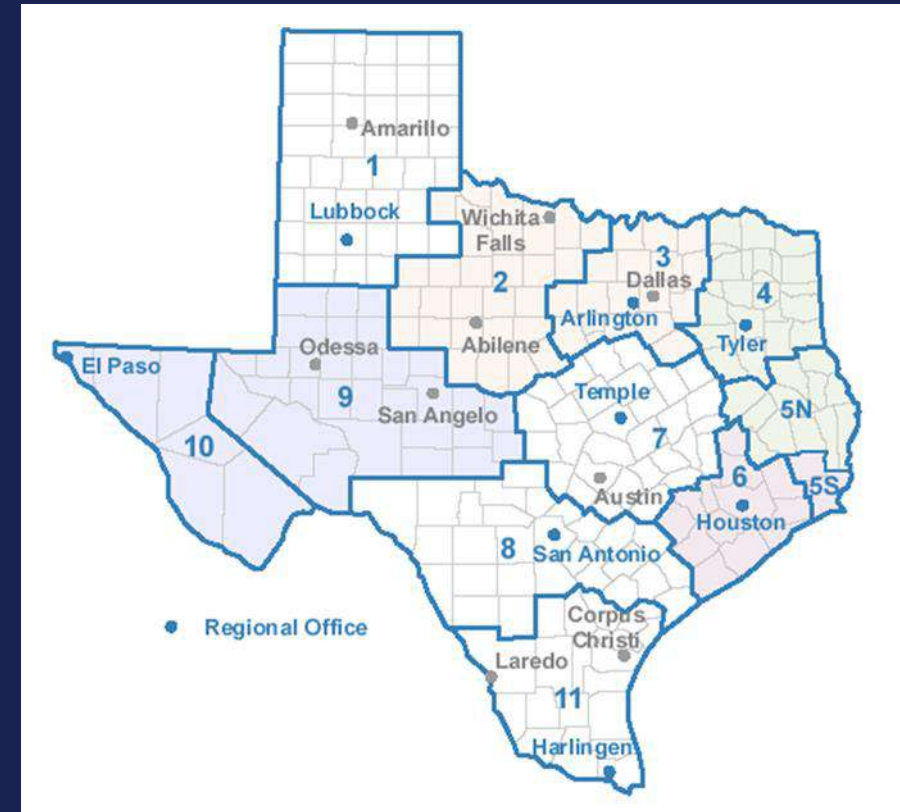 Amarillo
1
Lubbock
Wichita
Falls
2
3
Dallas
4
Arlington
Tyler
Abilene
El Paso
Odessa
9
San Angelo
Temple
7
5N
10
Austin
6
5S
Houston
8
San Antonio
Regional Office
Corpus
Christi
Laredo
11
Harlingen